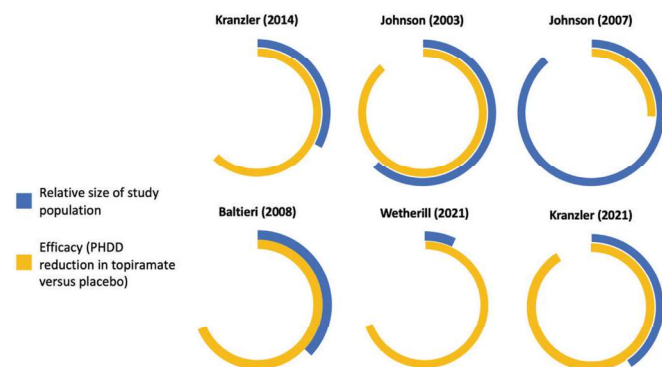 Kranzler (2014)
Johnson (2003)
Johnson (2007)
Relative size of study
population
Efficacy (PHDD
reduction in topiramate
versus placebo)
Baltieri (2008)
Wetherill (2021)
Kranzler (2021)